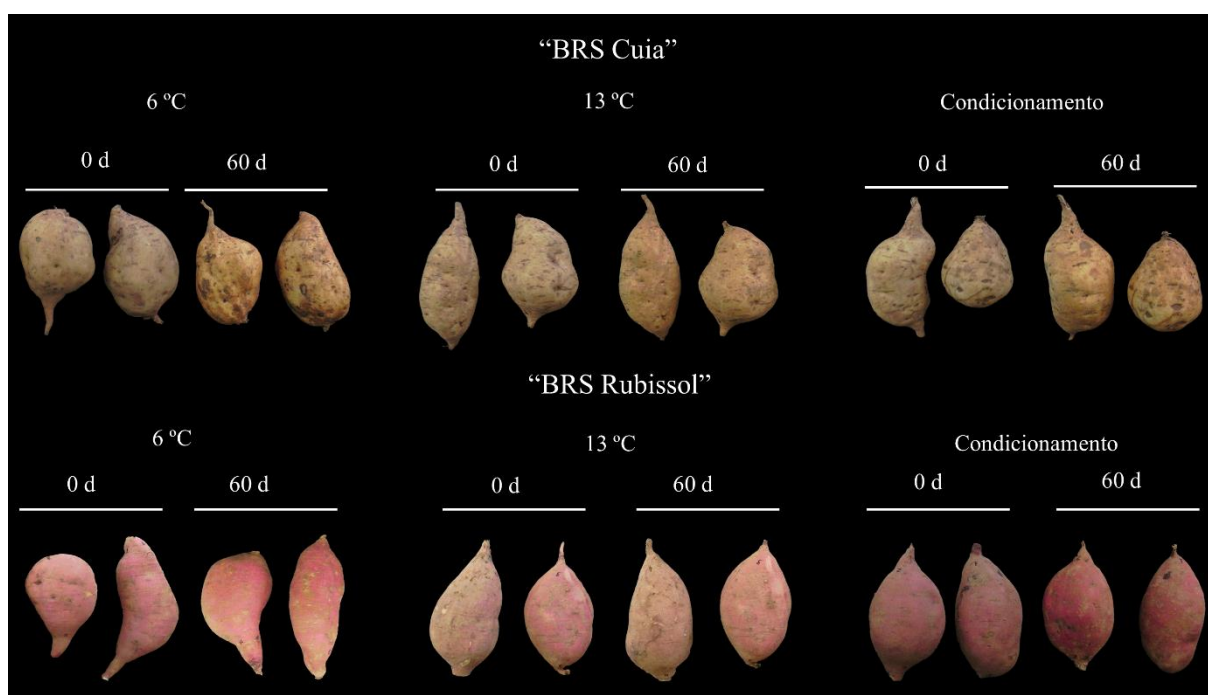 “BRS Cuia”
6 ºC 13 ºC Condicionamento
0 d 60 d 0 d 60 d 0 d 60 d
“BRS Rubissol”
6 ºC 13 ºC Condicionamento
0 d 60 d 0 d 60 d 0 d 60 d